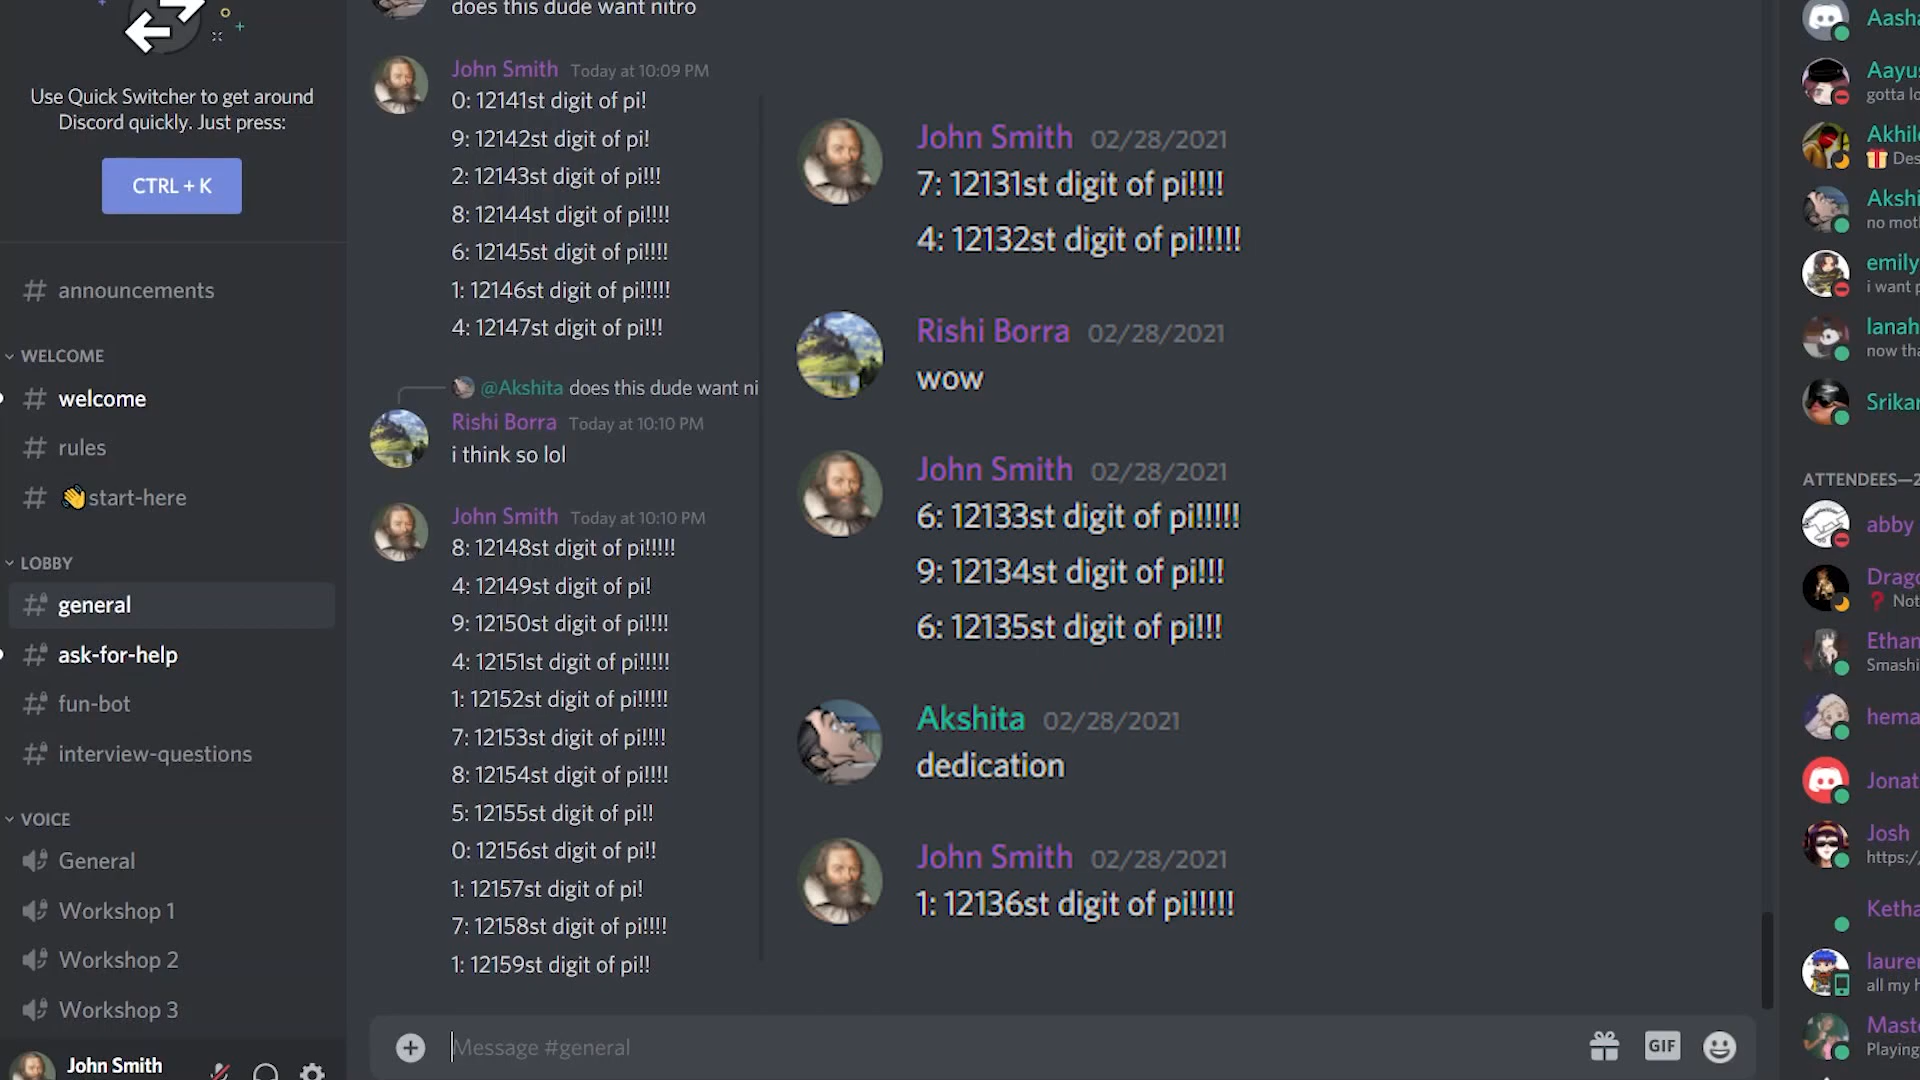 Use Quick Switcher to get around
Discord quickly. Just press:
CTRL + K
announcements
WELCOME
welcome
rules
👋start-here
LOBBY
general
ask-for-help
fun-bot
interview-questions
VOICE
General
Workshop 1
Workshop 2
Workshop 3
John Smith
does this dude want nitro
John Smith Today at 10:09 PM
0: 12141st digit of pi!
9: 12142st digit of pi!
2: 12143st digit of pi!!!
8: 12144st digit of pi!!!!
6: 12145st digit of pi!!!!
1: 12146st digit of pi!!!!!
4: 12147st digit of pi!!!
@Akshita does this dude want ni
Rishi Borra Today at 10:10 PM
i think so lol
John Smith Today at 10:10 PM
8: 12148st digit of pi!!!!!
4: 12149st digit of pi!
9: 12150st digit of pi!!!!
4: 12151st digit of pi!!!!!
1: 12152st digit of pi!!!!!
7: 12153st digit of pi!!!!
8: 12154st digit of pi!!!!
5: 12155st digit of pi!!
0: 12156st digit of pi!!
1: 12157st digit of pi!
7: 12158st digit of pi!!!!
1: 12159st digit of pi!!
John Smith 02/28/2021
7: 12131st digit of pi!!!!
4: 12132st digit of pi!!!!!
Rishi Borra 02/28/2021
wow
John Smith 02/28/2021
6: 12133st digit of pi!!!!!
9: 12134st digit of pi!!!
6: 12135st digit of pi!!!
Akshita 02/28/2021
dedication
John Smith 02/28/2021
1: 12136st digit of pi!!!!!
Message #general
GIF
Aasha
Aayus
gotta lo
Akhile
Des
Akshi
no moth
emily
i want p
lanah
now tha
Srikar
ATTENDEES—2
abby
Drago
Not
Ethan
Smashi
hema
Jonat
Josh
https:/
Ketha
laure
all my h
Maste
Playing